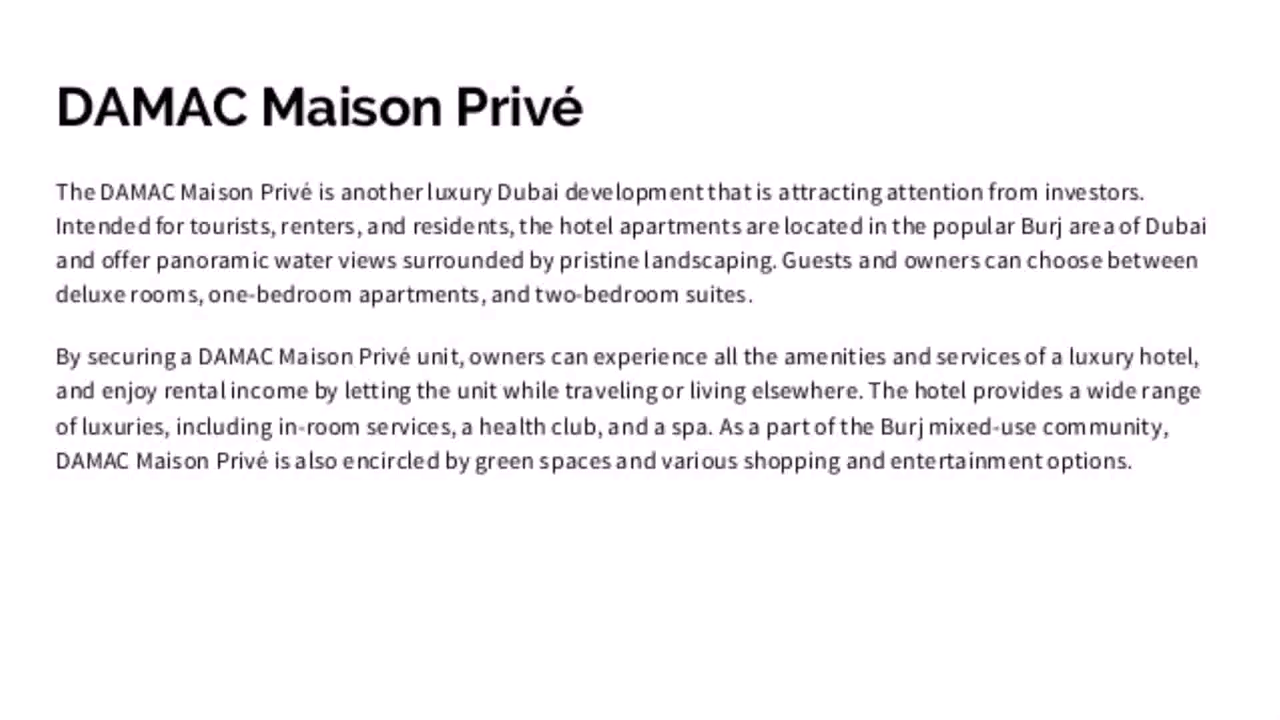 DAMAC Maison Privé
The DAMAC Maison Privé is another luxury Dubai development that is attracting attention from investors.
Intended for tourists, renters, and residents, the hotel apartments are located in the popular Burj area of Dubai
and offer panoramic water views surrounded by pristine landscaping. Guests and owners can choose between
deluxe rooms, one-bedroom apartments, and two-bedroom suites.
By securing a DAMAC Maison Privé unit, owners can experience all the amenities and services of a luxury hotel,
and enjoy rental income by letting the unit while traveling or living elsewhere. The hotel provides a wide range
of luxuries, including in-room services, a health club, and a spa. As a part of the Burj mixed-use community,
DAMAC Maison Privé is also encircled by green spaces and various shopping and entertainment options.